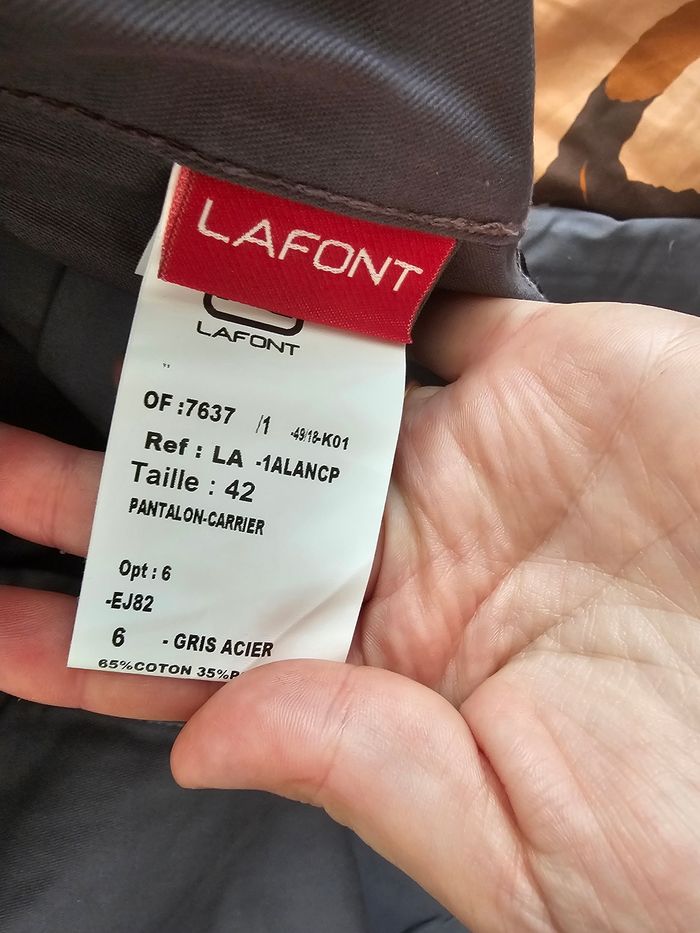 LAFONT
LAFONT
OF :7637 /1 -49/18-K01
Ref : LA -1ALANCP
Taille : 42
PANTALON-CARRIER
Opt : 6
-EJ82
6 - GRIS ACIER
65%COTON 35%P